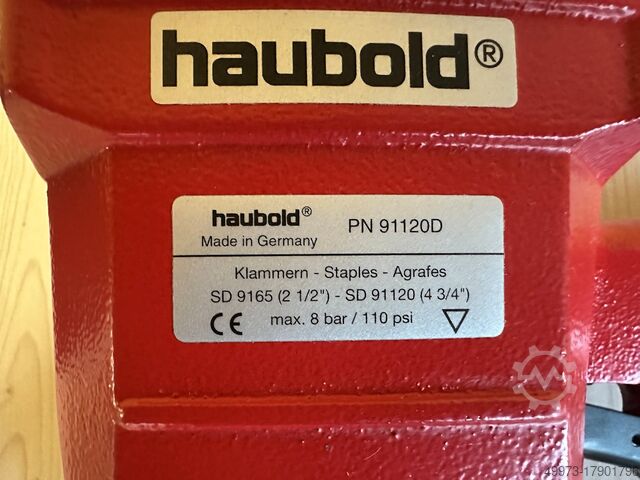 haubold®
haubold® PN 91120D
Made in Germany
Klammern - Staples - Agrafes
SD 9165 (2 1/2") - SD 91120 (4 3/4")
CE max. 8 bar / 110 psi
49973-17901796